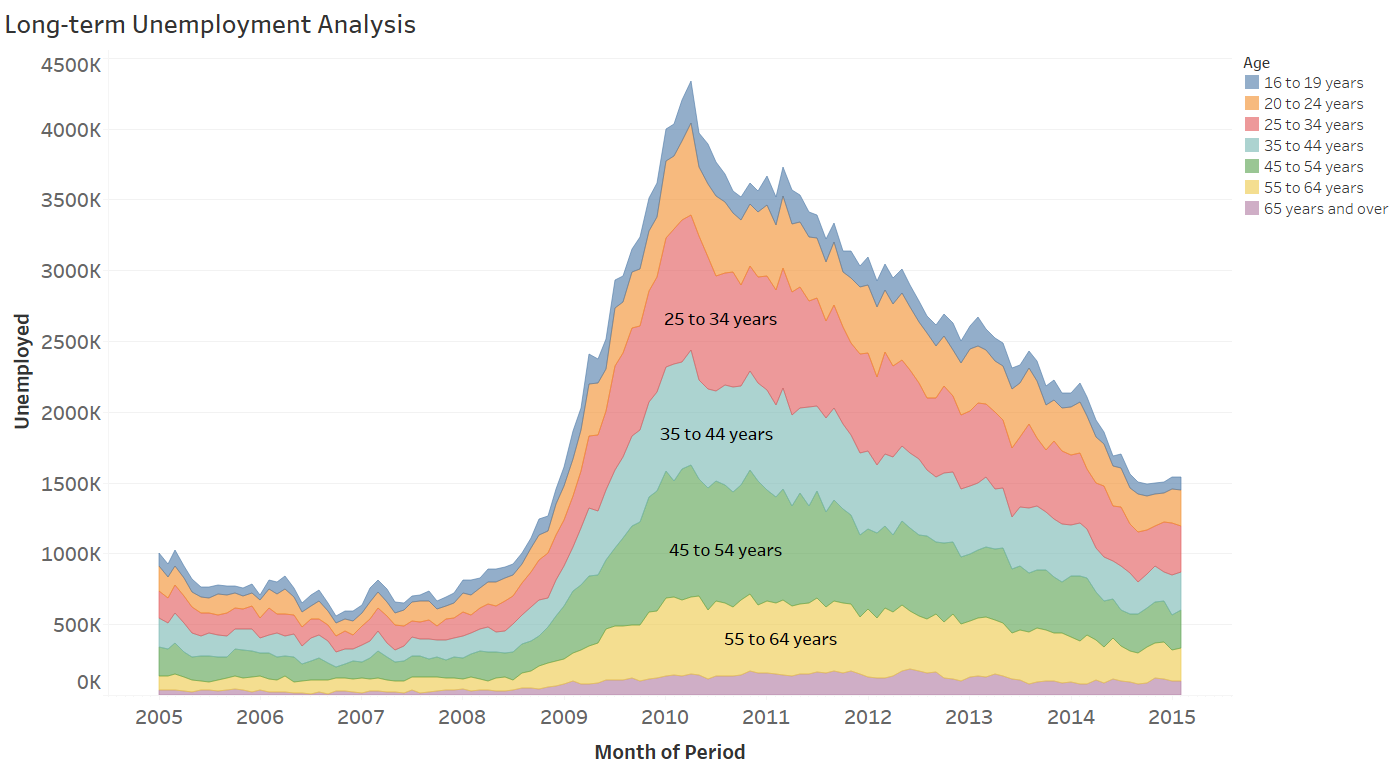 Long-term Unemployment Analysis
4500K
4000K
3500K
3000K
2500K
2000K
1500K
1000K
500K
0K
Unemployed
25 to 34 years
35 to 44 years
45 to 54 years
55 to 64 years
2005 2006 2007 2008 2009 2010 2011 2012 2013 2014 2015
Month of Period
Age
16 to 19 years
20 to 24 years
25 to 34 years
35 to 44 years
45 to 54 years
55 to 64 years
65 years and over